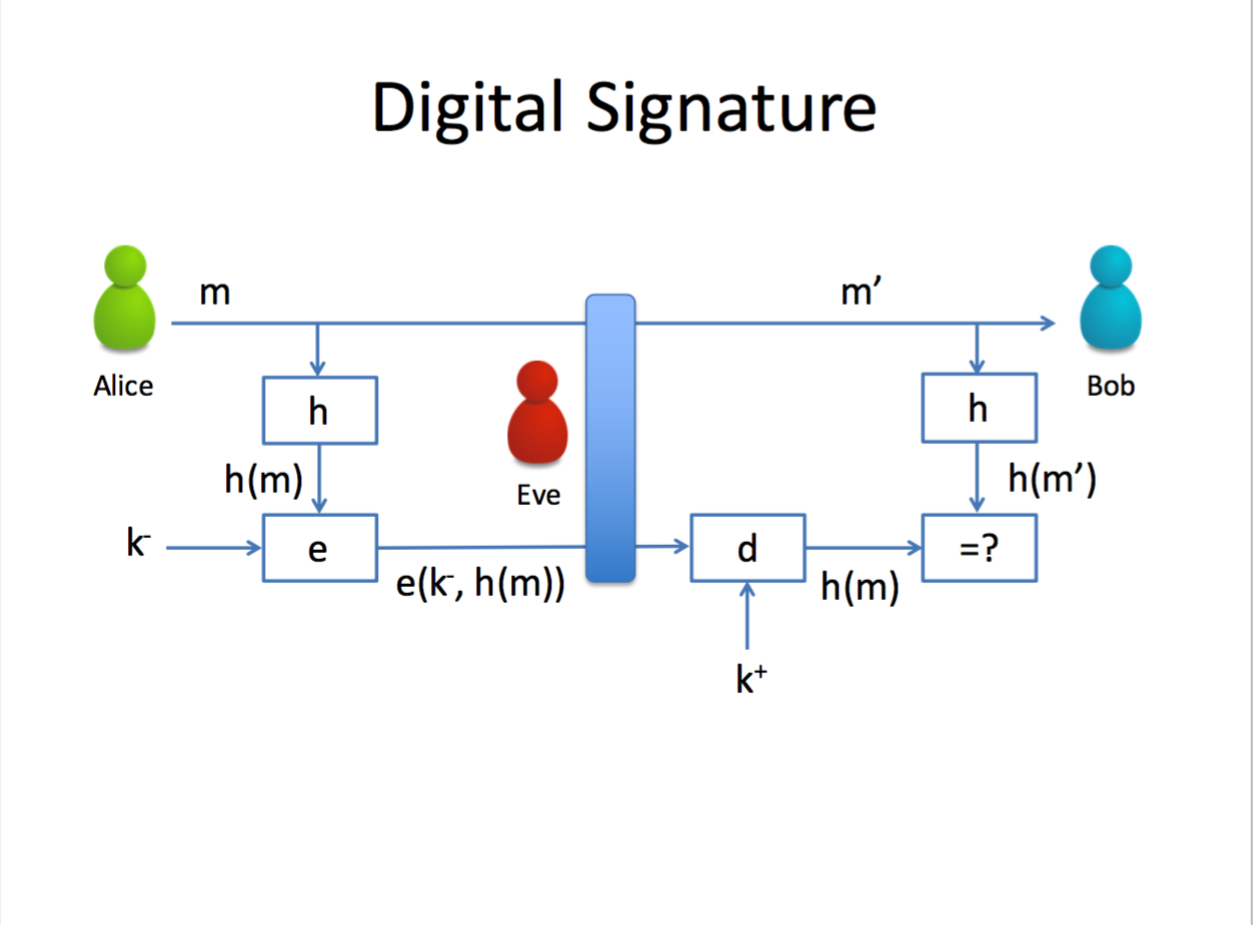 Digital Signature
m
m’
Alice
Bob
h
h
Eve
h(m)
h(m’)
k⁻
e
d
=?
e(k⁻, h(m))
h(m)
k⁺